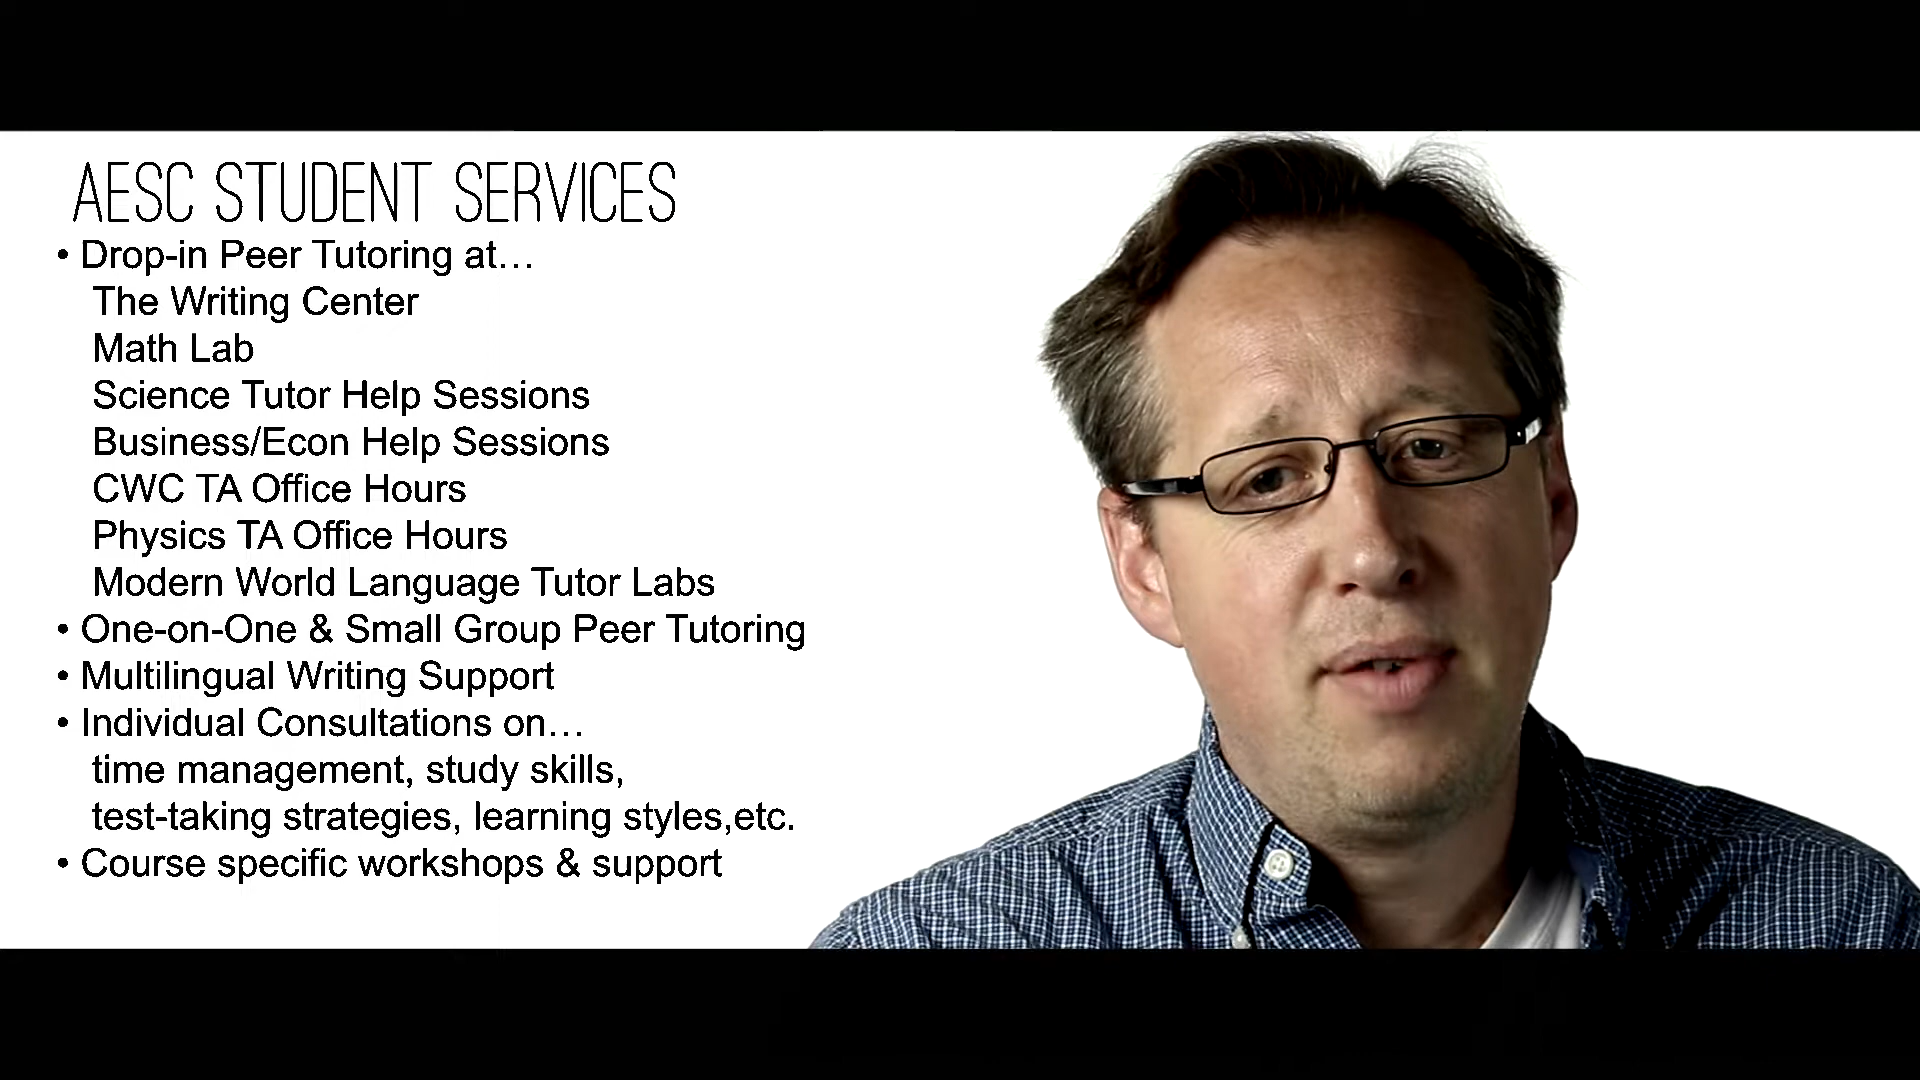 AESC STUDENT SERVICES
• Drop-in Peer Tutoring at…
The Writing Center
Math Lab
Science Tutor Help Sessions
Business/Econ Help Sessions
CWC TA Office Hours
Physics TA Office Hours
Modern World Language Tutor Labs
• One-on-One & Small Group Peer Tutoring
• Multilingual Writing Support
• Individual Consultations on…
time management, study skills,
test-taking strategies, learning styles,etc.
• Course specific workshops & support